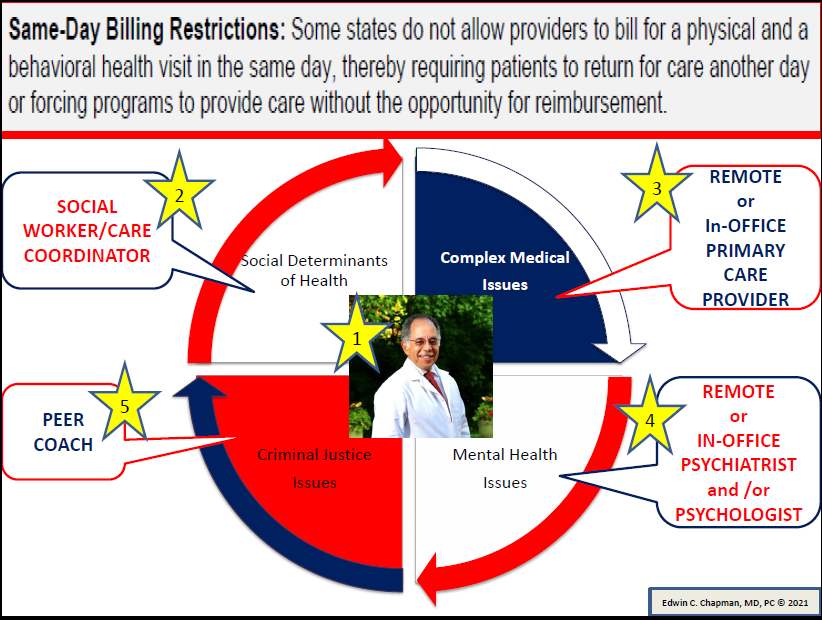 Same-Day Billing Restrictions: Some states do not allow providers to bill for a physical and a
behavioral health visit in the same day, thereby requiring patients to return for care another day
or forcing programs to provide care without the opportunity for reimbursement.
2
SOCIAL
WORKER/CARE
COORDINATOR
Social Determinants
of Health
Complex Medical
Issues
3
REMOTE
or
In-OFFICE
PRIMARY
CARE
PROVIDER
1
5
PEER
COACH
Criminal Justice
Issues
Mental Health
Issues
4
REMOTE
or
IN-OFFICE
PSYCHIATRIST
and /or
PSYCHOLOGIST
Edwin C. Chapman, MD, PC © 2021